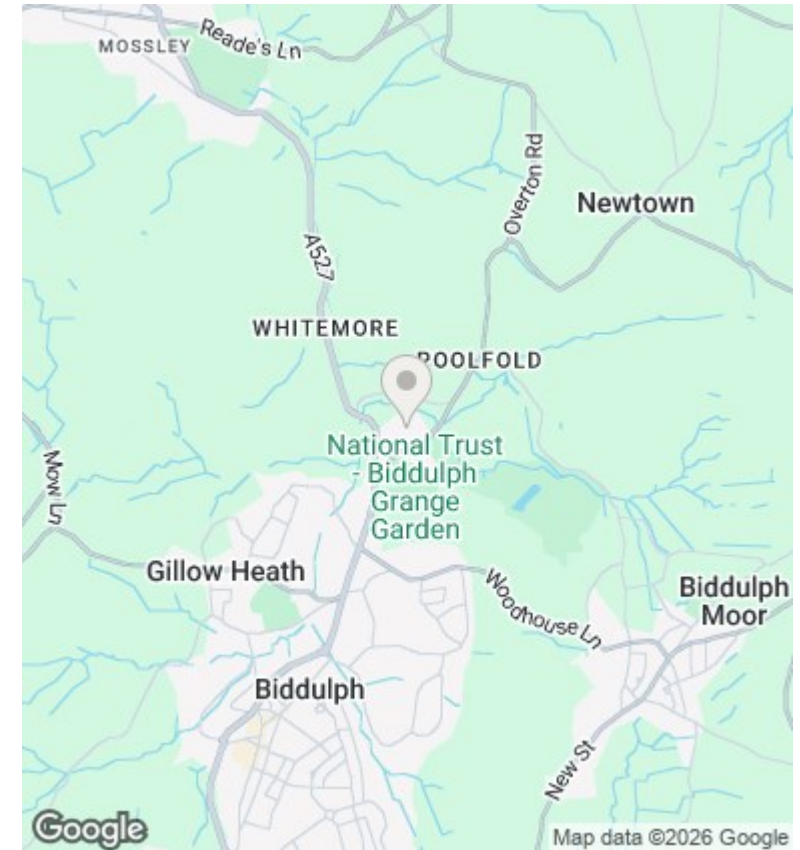 Reade's Ln
MOSSLEY
Overton Rd
Newtown
A527
WHITEMORE
POOLFOLD
National Trust
- Biddulph
Grange
Garden
Mow Ln
Gillow Heath
Woodhouse Ln
Biddulph
Moor
Biddulph
New St
Google
Map data ©2026 Google